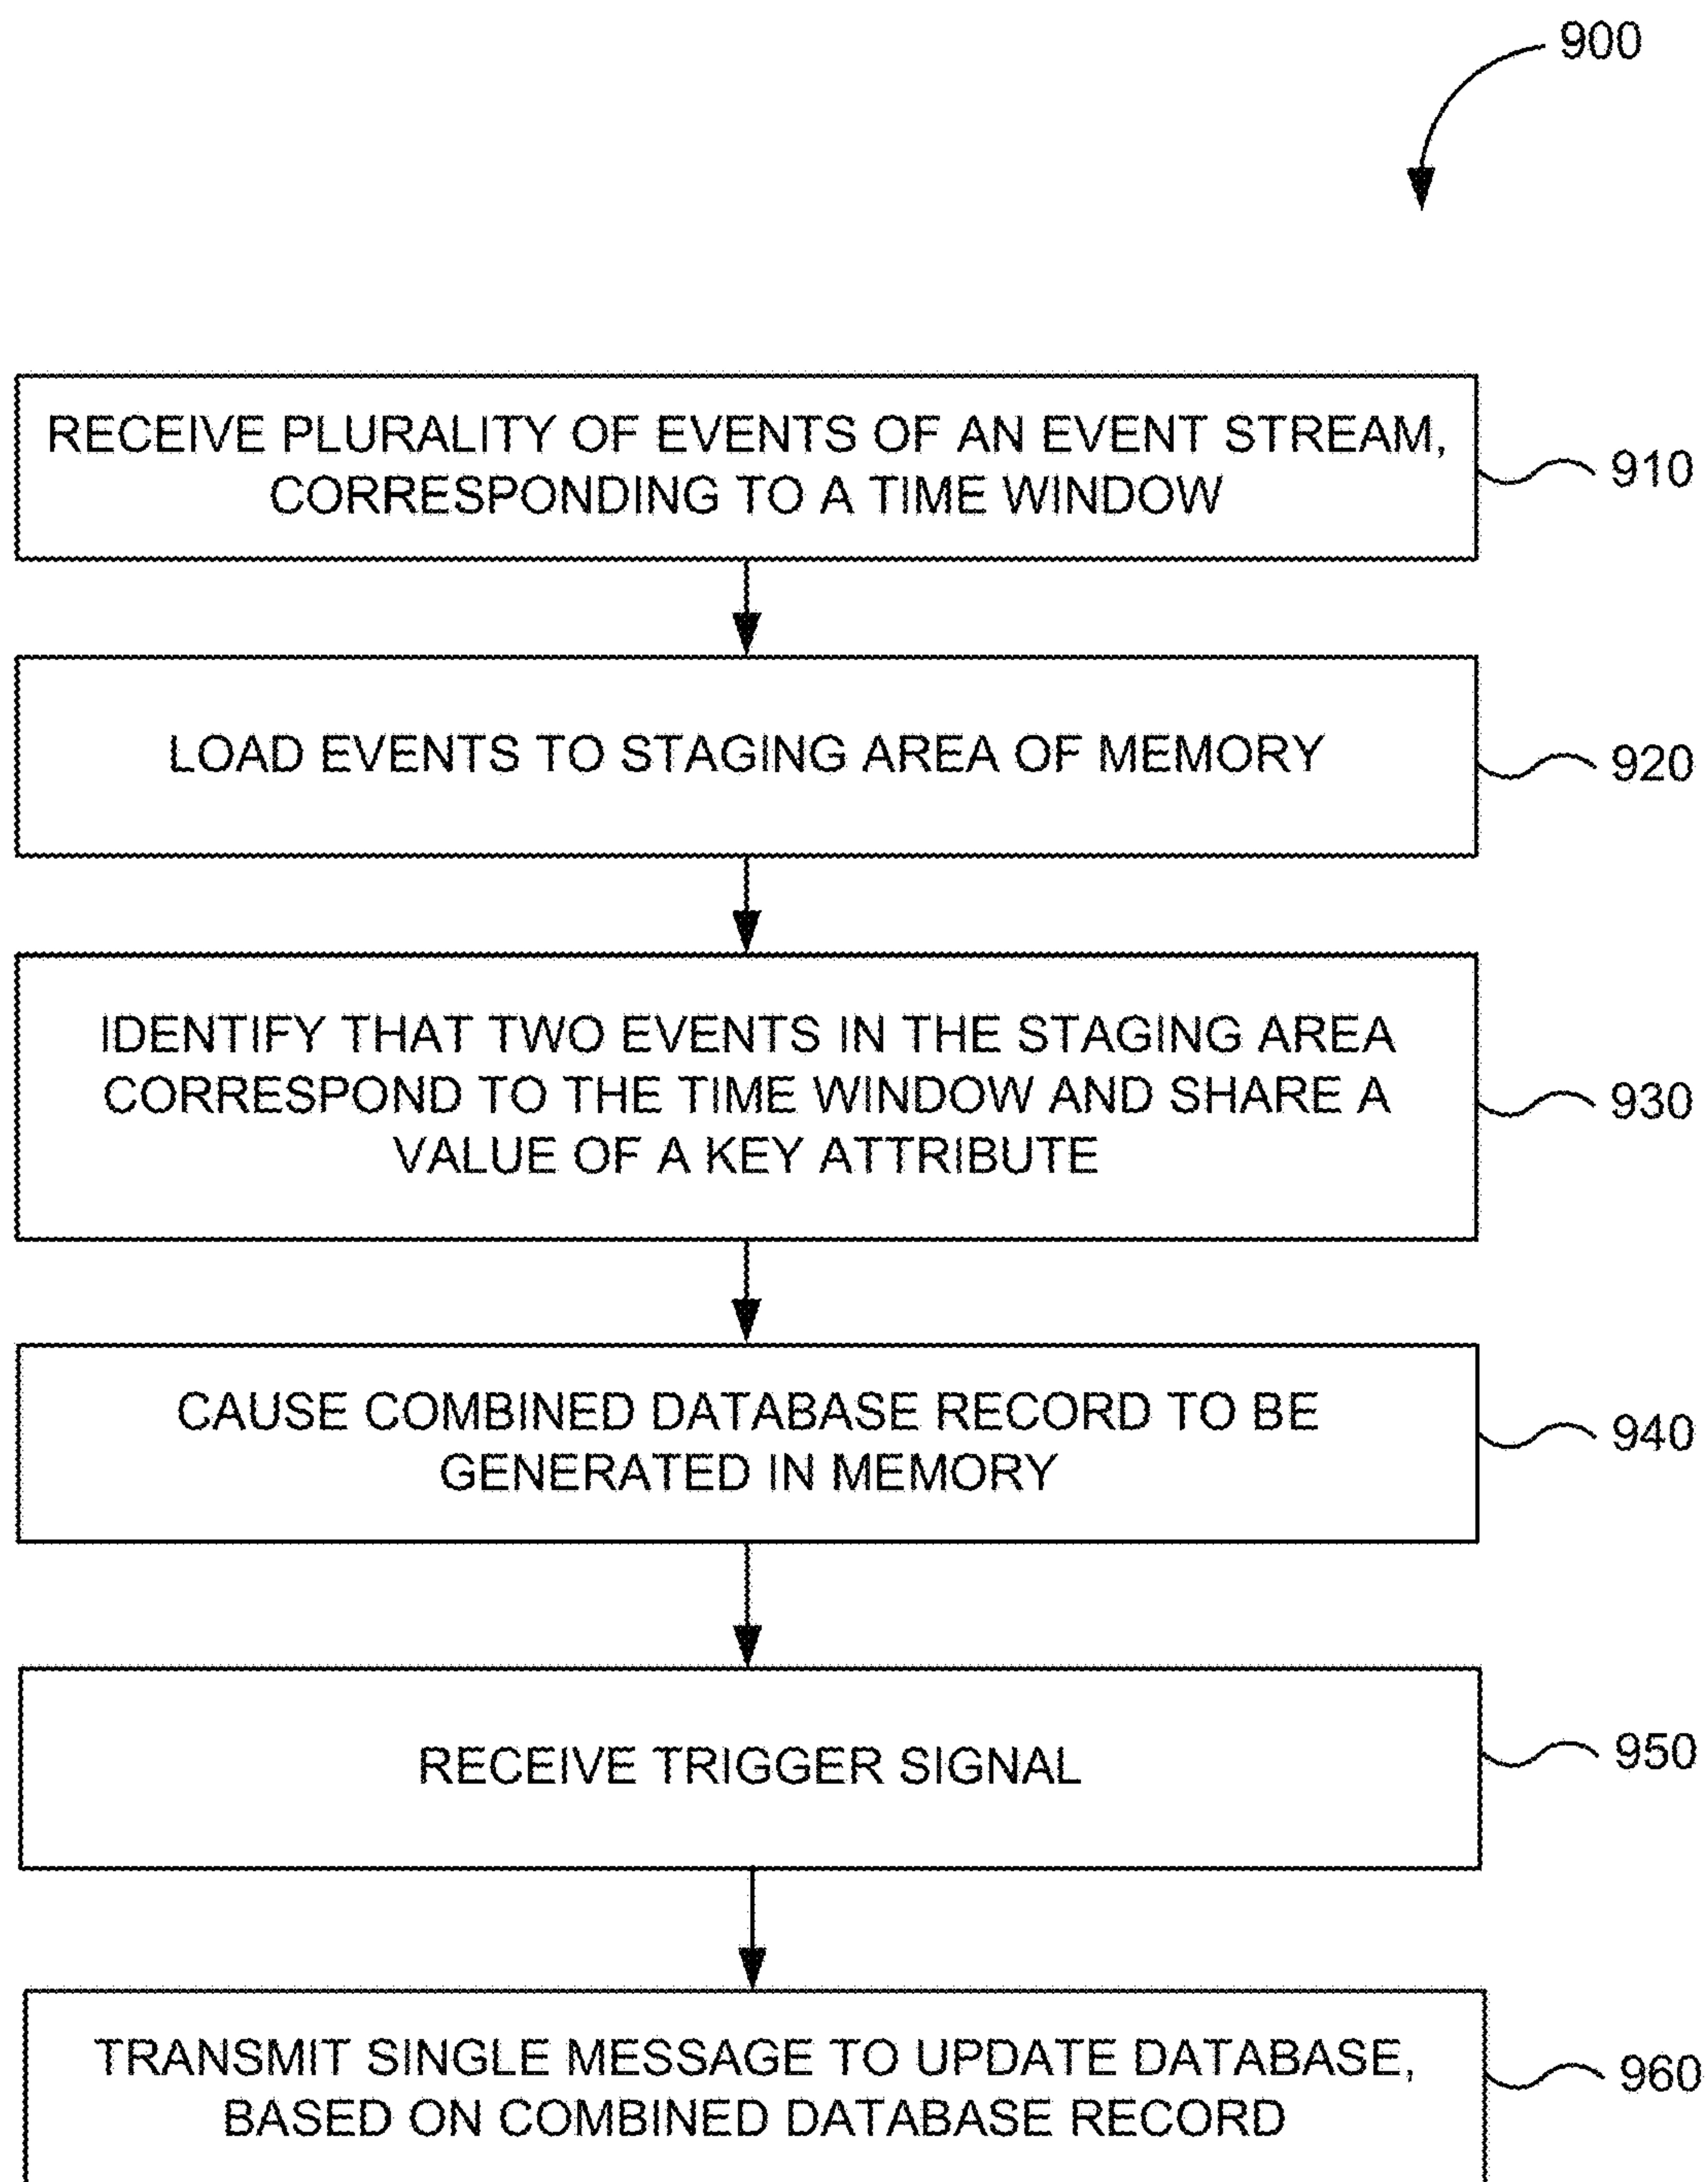 900
RECEIVE PLURALITY OF EVENTS OF AN EVENT STREAM,
CORRESPONDING TO A TIME WINDOW
910
LOAD EVENTS TO STAGING AREA OF MEMORY
920
IDENTIFY THAT TWO EVENTS IN THE STAGING AREA
CORRESPOND TO THE TIME WINDOW AND SHARE A
VALUE OF A KEY ATTRIBUTE
930
CAUSE COMBINED DATABASE RECORD TO BE
GENERATED IN MEMORY
940
RECEIVE TRIGGER SIGNAL
950
TRANSMIT SINGLE MESSAGE TO UPDATE DATABASE,
BASED ON COMBINED DATABASE RECORD
960